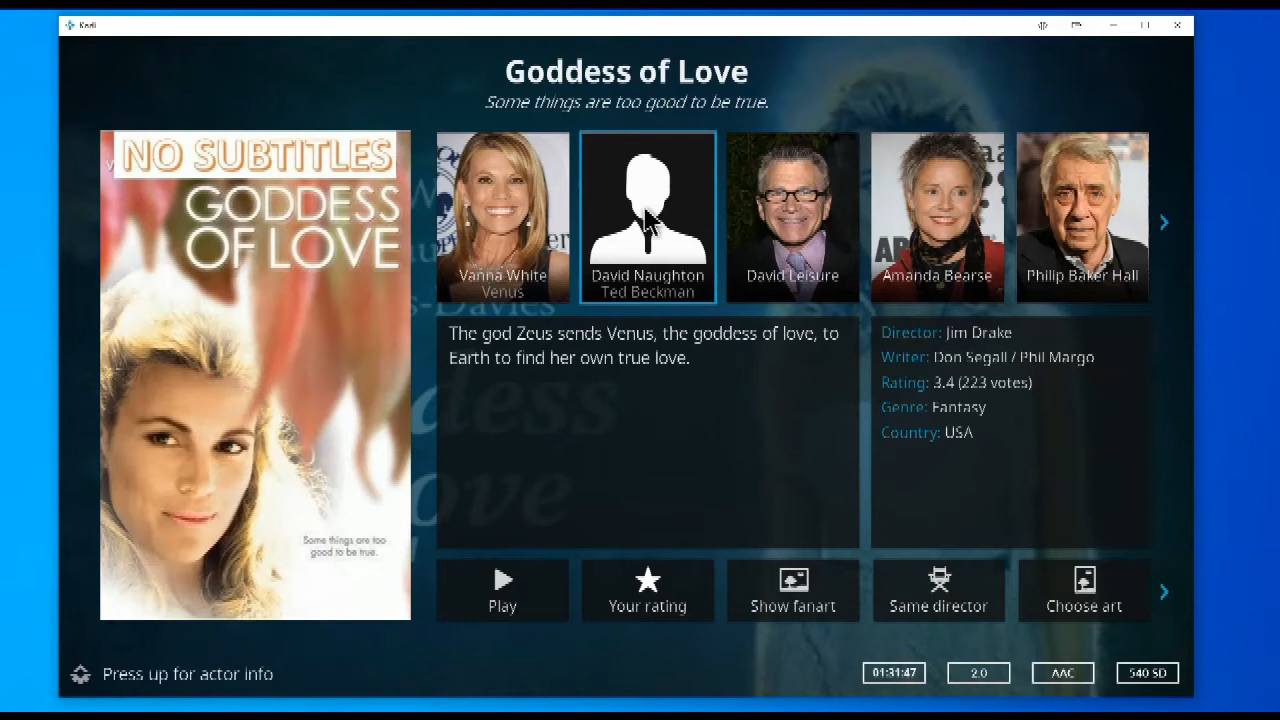 Kodi
Goddess of Love
Some things are too good to be true.
NO SUBTITLES
GODDESS
OF LOVE
Some things are too
good to be true.
Vanna White
Venus
David Naughton
Ted Beckman
David Leisure
Amanda Bearse
Philip Baker Hall
The god Zeus sends Venus, the goddess of love, to
Earth to find her own true love.
Director: Jim Drake
Writer: Don Segall / Phil Margo
Rating: 3.4 (223 votes)
Genre: Fantasy
Country: USA
Play
Your rating
Show fanart
Same director
Choose art
Press up for actor info
01:31:47
2.0
AAC
540 SD